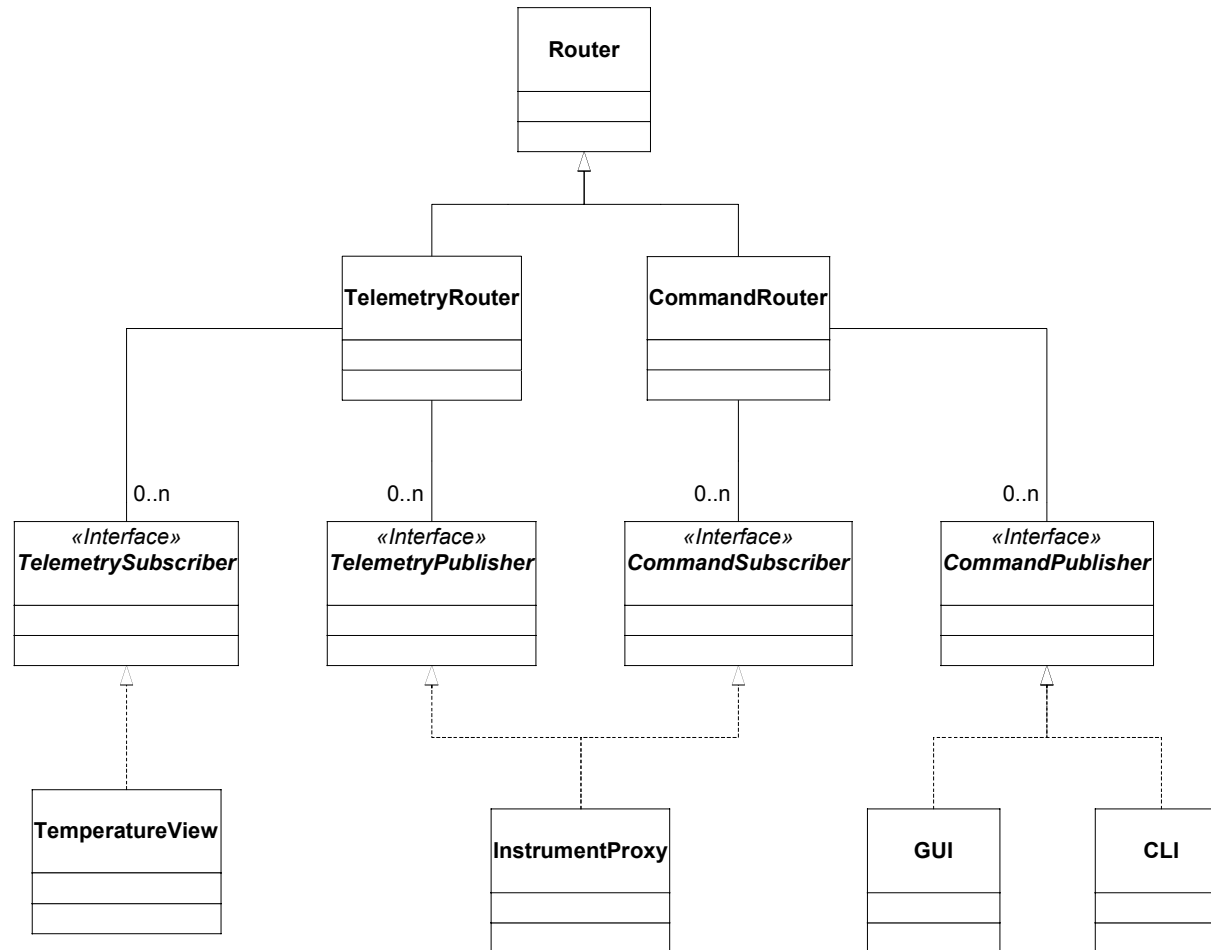 Router
TelemetryRouter
CommandRouter
0..n
0..n
0..n
0..n
«Interface»
TelemetrySubscriber
«Interface»
TelemetryPublisher
«Interface»
CommandSubscriber
«Interface»
CommandPublisher
TemperatureView
InstrumentProxy
GUI
CLI